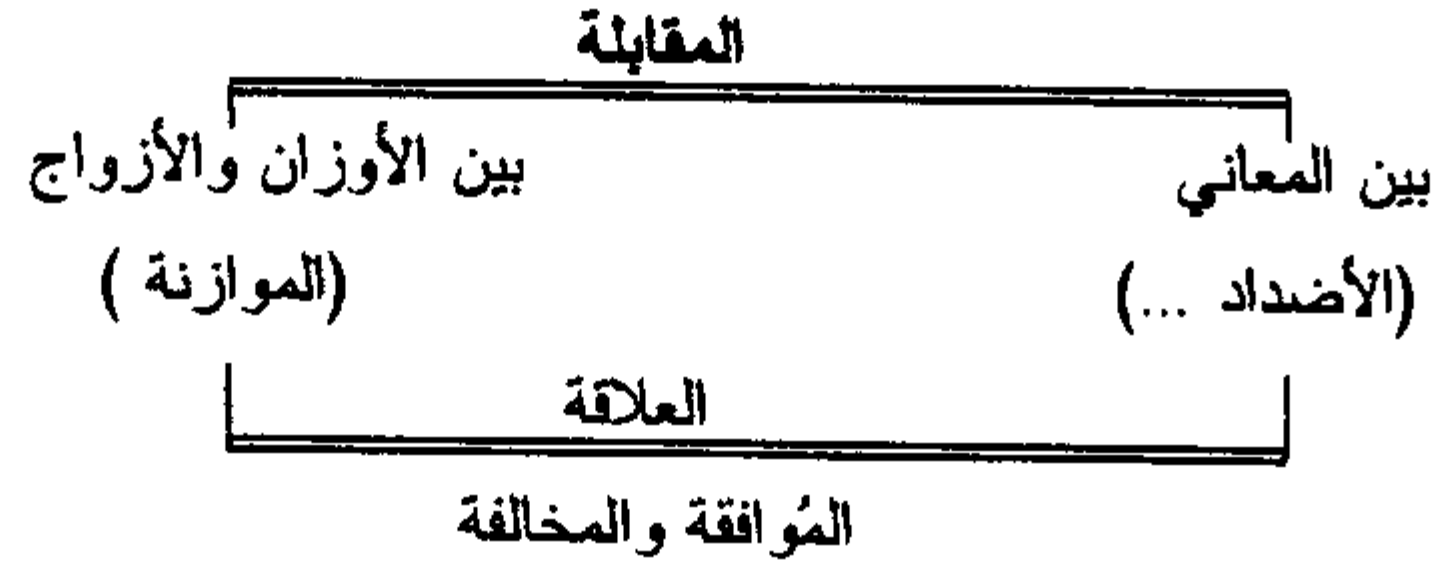 المقابلة
بين المعاني بين الأوزان والأزواج
(الأضداد ...) (الموازنة )
العلاقة
المُوافقة والمخالفة